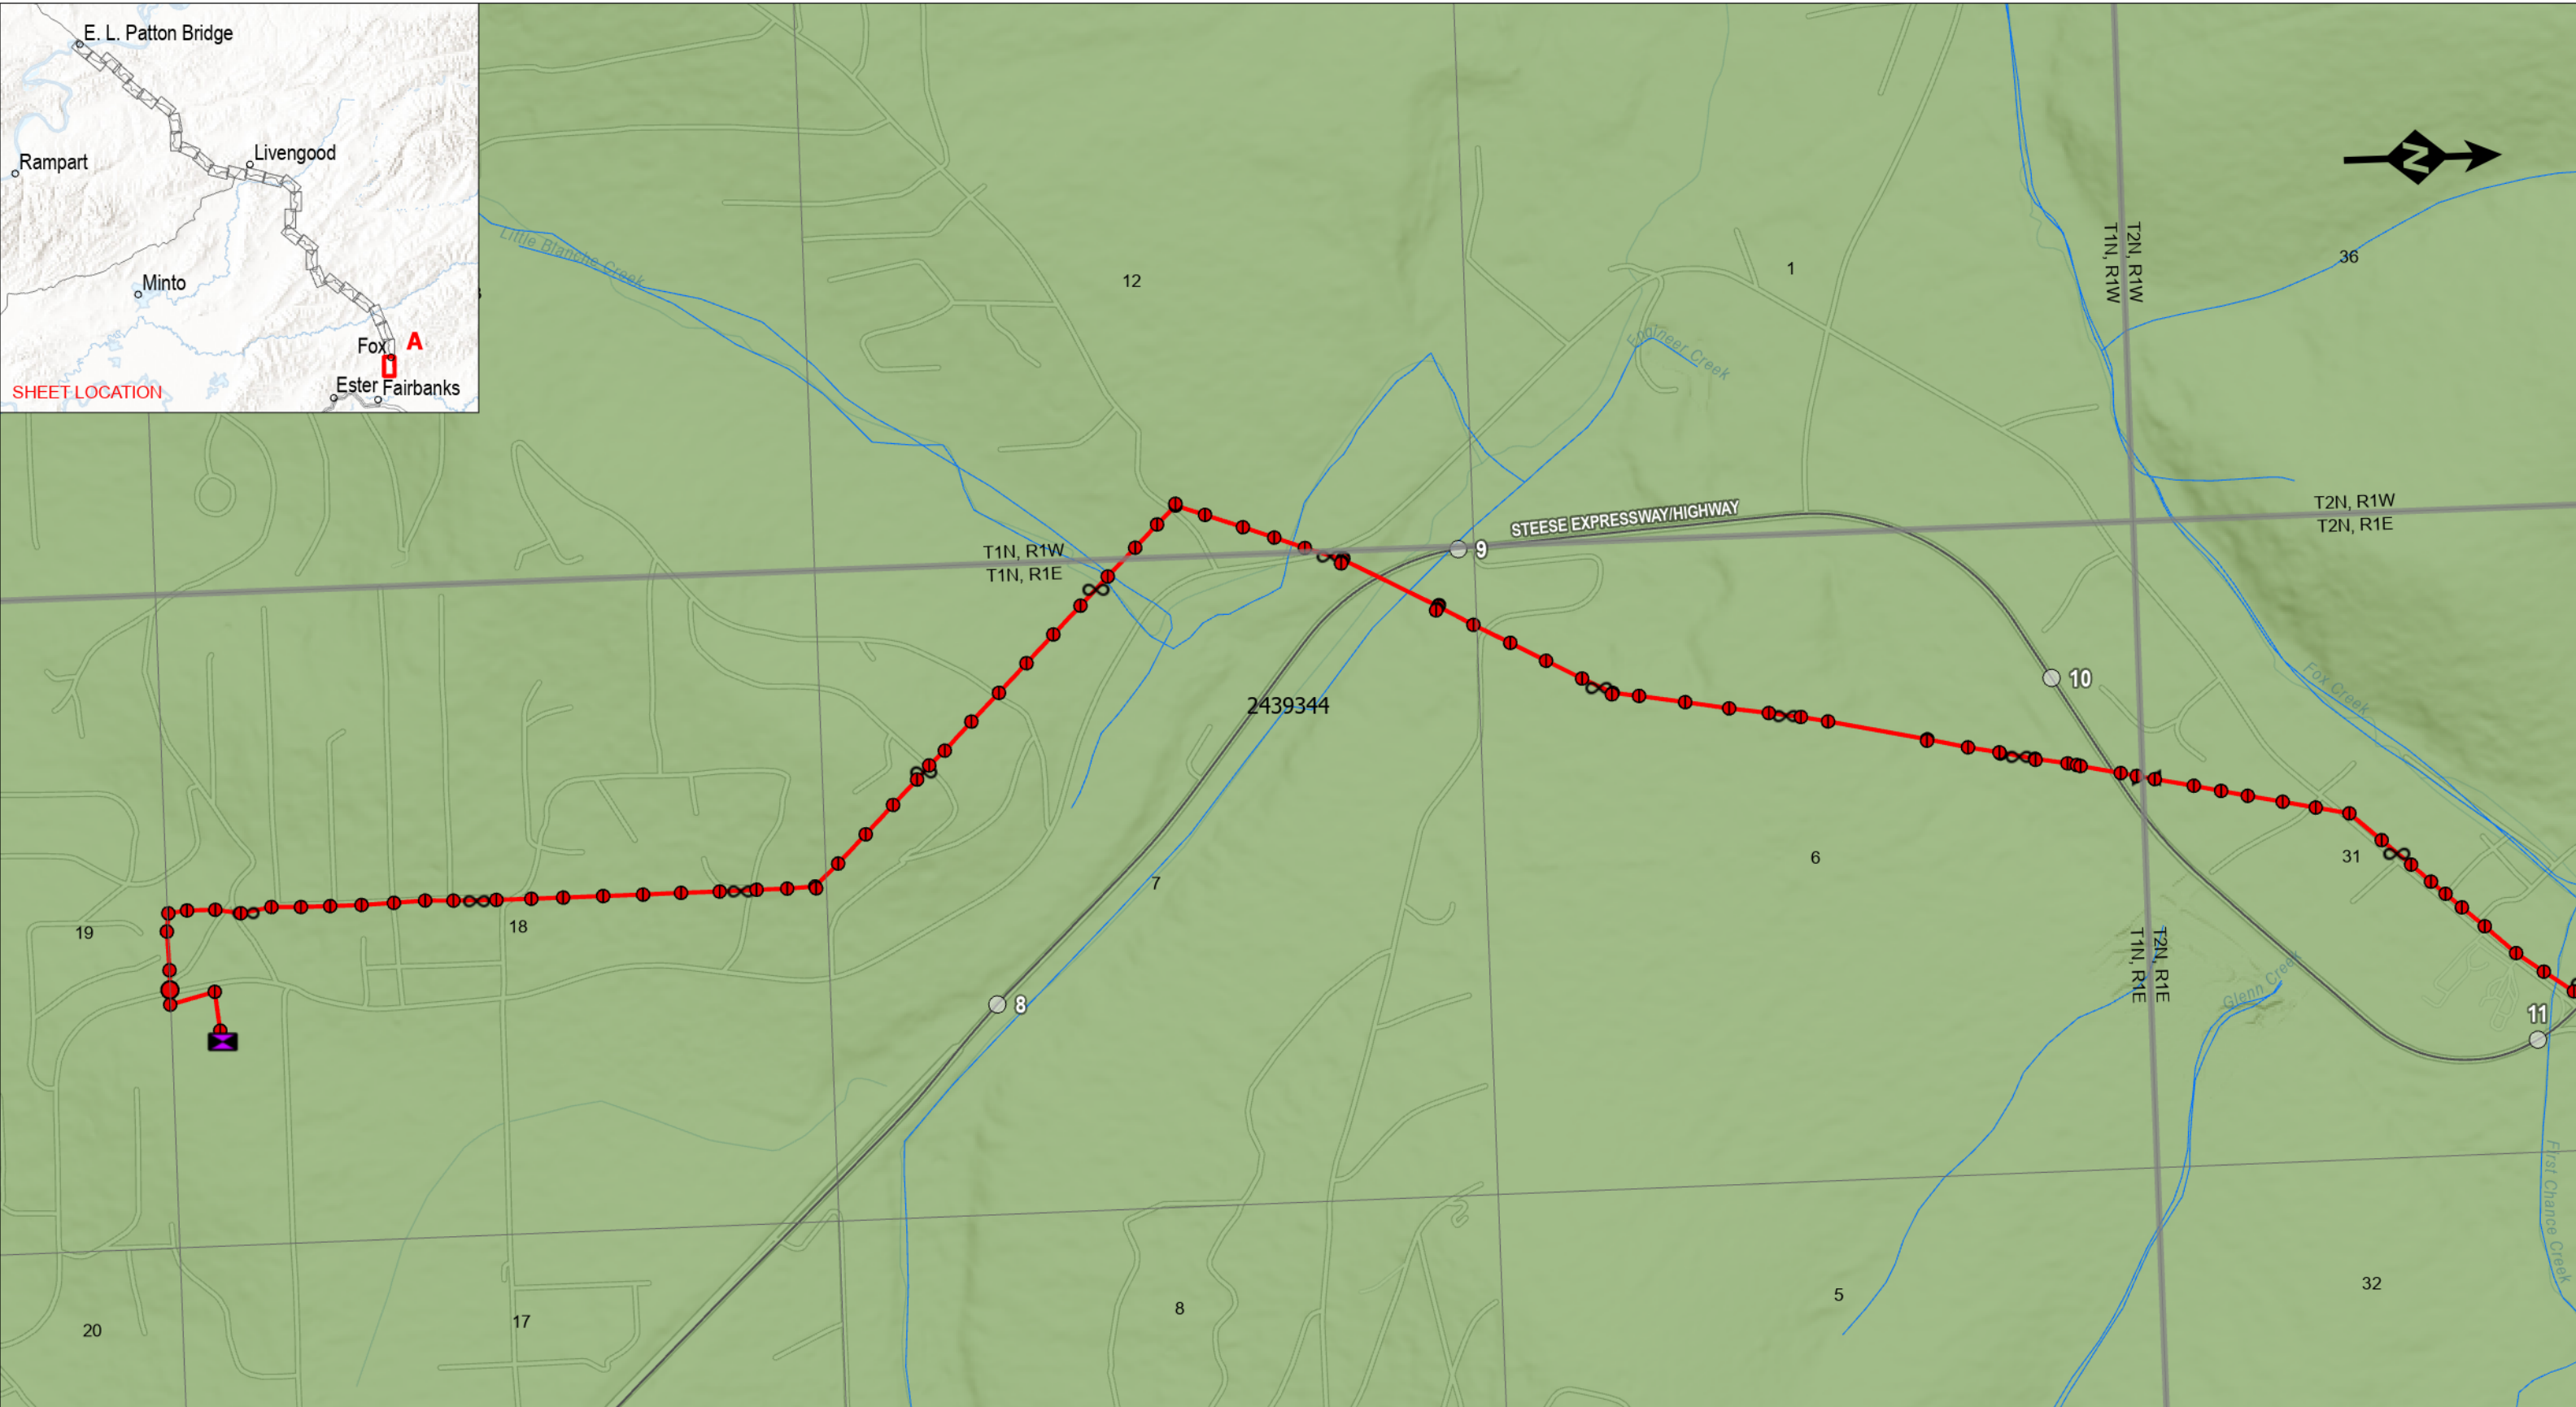 E. L. Patton Bridge
Livengood
Rampart
Minto
Fox
A
Ester
Fairbanks
SHEET LOCATION
N
Little Blanche Creek
12
1
36
T2N, R1W
T1N, R1W
Engineer Creek
T2N, R1W
T2N, R1E
STEESE EXPRESSWAY/HIGHWAY
9
T1N, R1W
T1N, R1E
10
Fox Creek
2439344
6
31
7
18
19
T2N, R1E
T1N, R1E
Glenn Creek
8
11
First Chance Creek
5
32
8
17
20